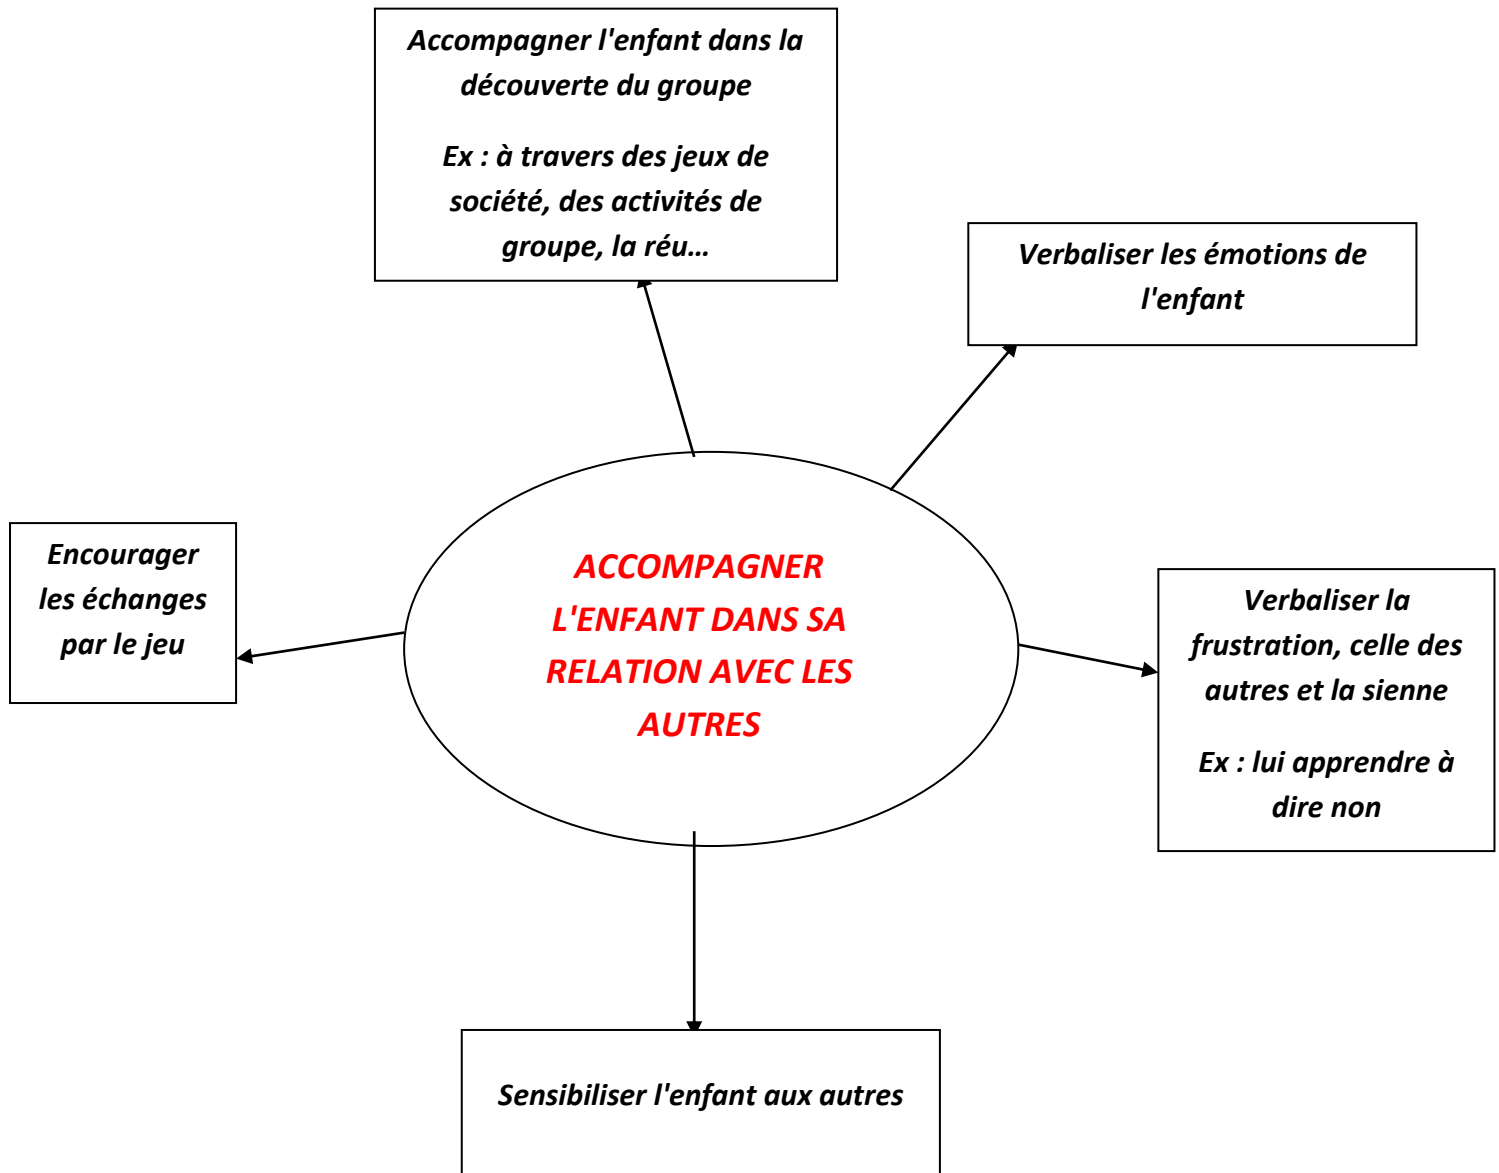 Accompagner l'enfant dans la
découverte du groupe
Ex : à travers des jeux de
société, des activités de
groupe, la réu…
Verbaliser les émotions de
l'enfant
Encourager
les échanges
par le jeu
ACCOMPAGNER
L'ENFANT DANS SA
RELATION AVEC LES
AUTRES
Verbaliser la
frustration, celle des
autres et la sienne
Ex : lui apprendre à
dire non
Sensibiliser l'enfant aux autres